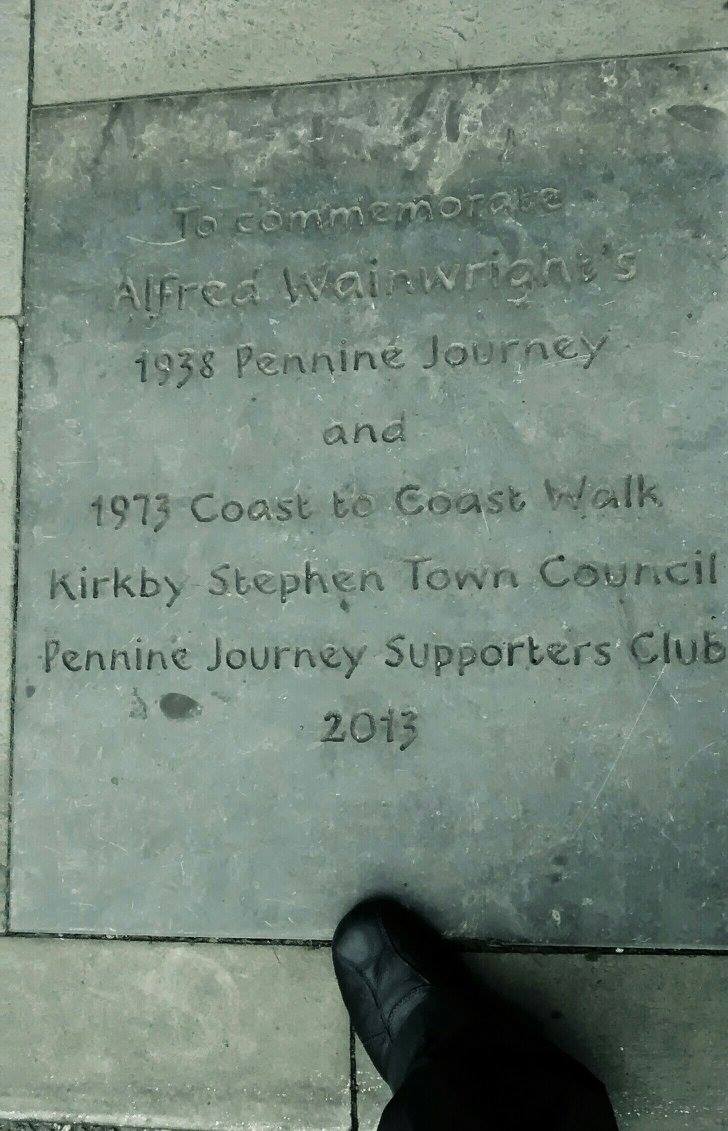 To commemorate
Alfred Wainwright's
1938 Pennine Journey
and
1973 Coast to Coast Walk
Kirkby Stephen Town Council
Pennine Journey Supporters Club
2013